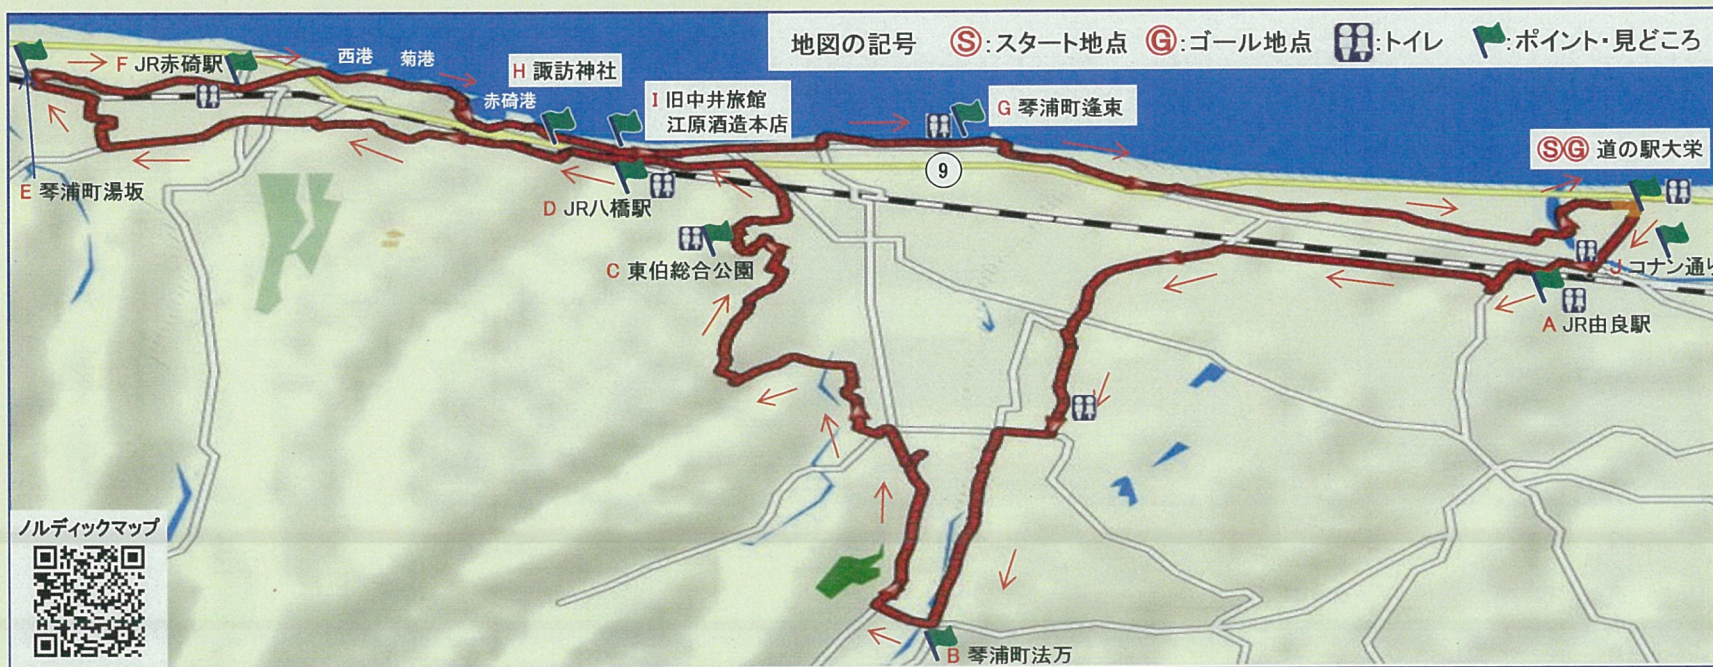 地図の記号 Ⓢ:スタート地点 Ⓖ:ゴール地点 :トイレ :ポイント・見どころ
F JR赤碕駅
西港
菊港
赤碕港
H 諏訪神社
I 旧中井旅館
江原酒造本店
G 琴浦町逢束
9
ⓈⒼ 道の駅大栄
E 琴浦町湯坂
D JR八橋駅
C 東伯総合公園
J コナン通り
A JR由良駅
B 琴浦町法万
ノルディックマップ